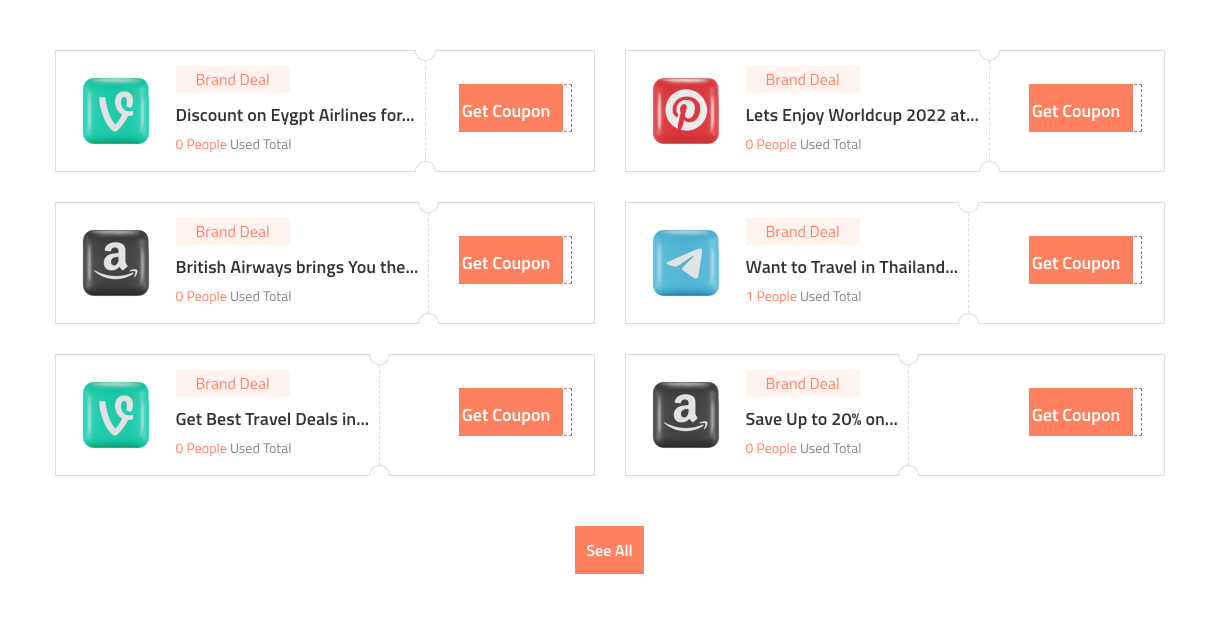 Brand Deal
Discount on Eygpt Airlines for...
0 People Used Total
Get Coupon
Brand Deal
Lets Enjoy Worldcup 2022 at...
0 People Used Total
Get Coupon
Brand Deal
British Airways brings You the...
0 People Used Total
Get Coupon
Brand Deal
Want to Travel in Thailand...
1 People Used Total
Get Coupon
Brand Deal
Get Best Travel Deals in...
0 People Used Total
Get Coupon
Brand Deal
Save Up to 20% on...
0 People Used Total
Get Coupon
See All